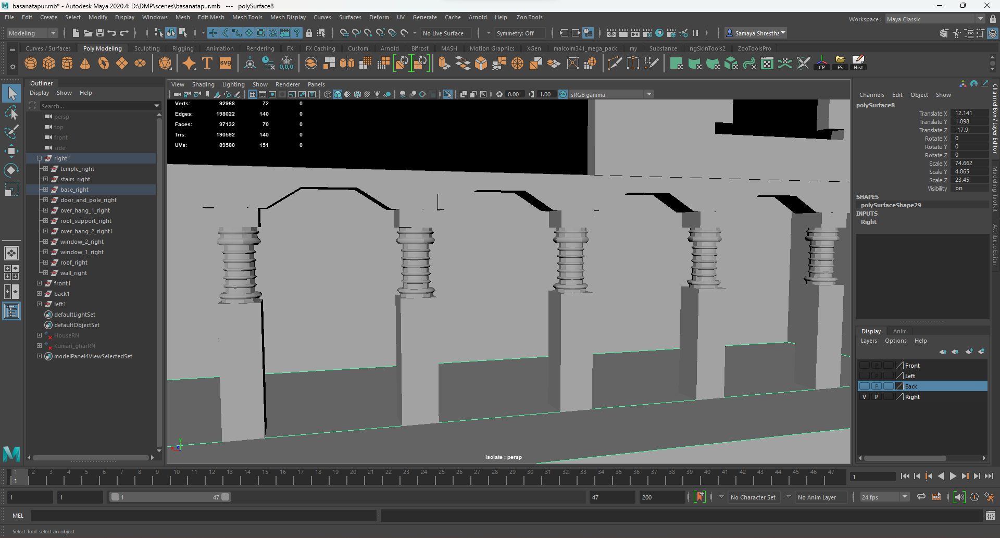 basanatapur.mb* - Autodesk Maya 2020.4: D:\DMP\scenes\basanatapur.mb --- polySurface8
File Edit Create Select Modify Display Windows Mesh Edit Mesh Mesh Tools Mesh Display Curves Surfaces Deform UV Generate Cache Arnold Help Zoo Tools
Workspace : Maya Classic
Modeling No Live Surface Symmetry: Off Samaya Shrestha
Curves / Surfaces Poly Modeling Sculpting Rigging Animation Rendering FX FX Caching Custom Arnold Bifrost MASH Motion Graphics XGen malcolm341_mega_pack my Substance ngSkinTools2 ZooToolsPro
T svg 0,0,0 IPR CP ES Hist
Outliner
Display Show Help
Search...
persp
top
front
side
right1
temple_right
stairs_right
base_right
door_and_pole_right
over_hang_1_right
roof_support_right
over_hang_2_right1
window_2_right
window_1_right
roof_right
wall_right
front1
back1
left1
defaultLightSet
defaultObjectSet
HouseRN
Kumari_gharRN
modelPanel4ViewSelectedSet
View Shading Lighting Show Renderer Panels
0.00 1.00 ON sRGB gamma
Verts: 92968 72 0
Edges: 198022 140 0
Faces: 97132 70 0
Tris: 190592 140 0
UVs: 89580 151 0
y
Isolate : persp
Channels Edit Object Show
polySurface8
Translate X 12.141
Translate Y 1.098
Translate Z -17.9
Rotate X 0
Rotate Y 0
Rotate Z 0
Scale X 74.662
Scale Y 4.865
Scale Z 23.45
Visibility on
SHAPES
polySurfaceShape29
INPUTS
Right
Channel Box / Layer Editor
Modeling Toolkit
Attribute Editor
Display Anim
Layers Options Help
P Front
P Left
P Back
V P Right
1 2 3 4 5 6 7 8 9 10 11 12 13 14 15 16 17 18 19 20 21 22 23 24 25 26 27 28 29 30 31 32 33 34 35 36 37 38 39 40 41 42 43 44 45 46 47
1 1
1 1 1 47 47 200 No Character Set No Anim Layer 24 fps
MEL
Select Tool: select an object